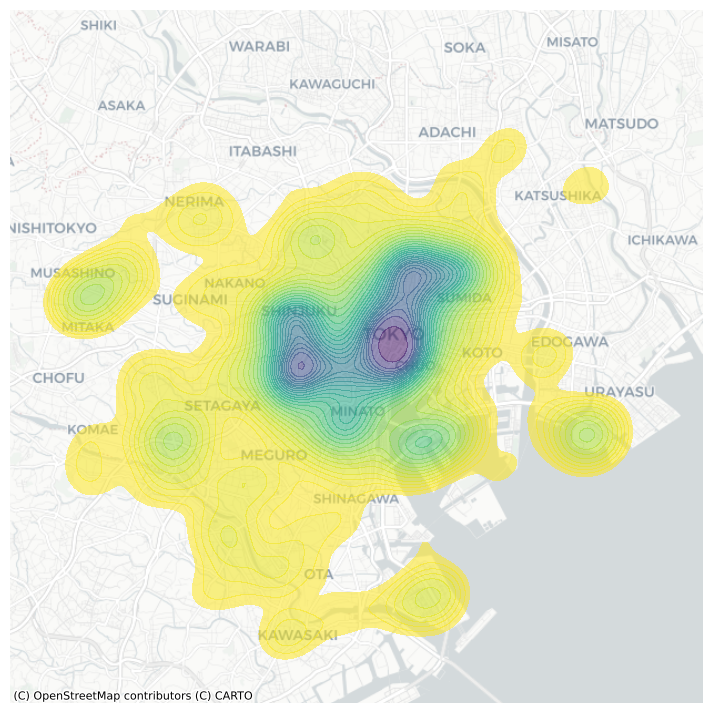 SHIKI
WARABI
SOKA
MISATO
KAWAGUCHI
ASAKA
ADACHI
MATSUDO
ITABASHI
NERIMA
KATSUSHIKA
NISHITOKYO
ICHIKAWA
MUSASHINO
NAKANO
SUGINAMI
SUMIDA
SHINJUKU
MITAKA
TOKYO
EDOGAWA
KOTO
CHUO
CHOFU
URAYASU
SETAGAYA
MINATO
KOMAE
MEGURO
SHINAGAWA
OTA
KAWASAKI
(C) OpenStreetMap contributors (C) CARTO